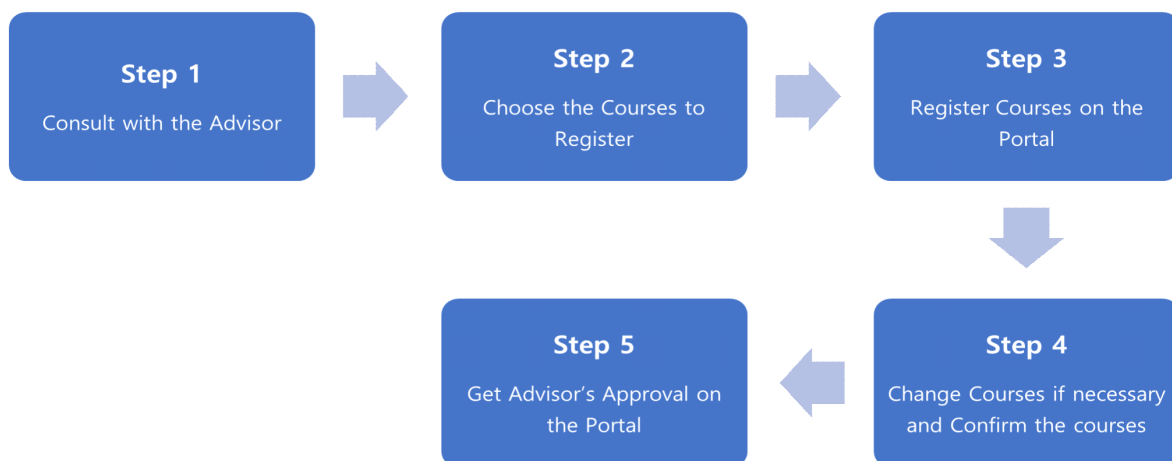 Step 1
Consult with the Advisor
Step 2
Choose the Courses to
Register
Step 3
Register Courses on the
Portal
Step 4
Change Courses if necessary
and Confirm the courses
Step 5
Get Advisor's Approval on
the Portal